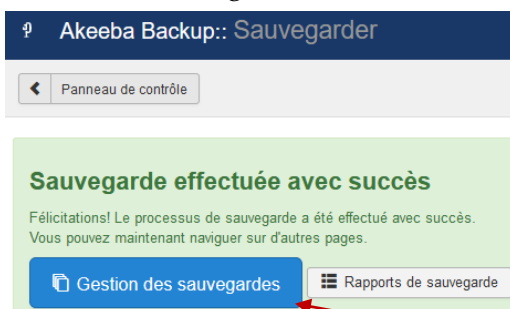 Akeeba Backup:: Sauvegarder
Panneau de contrôle
Sauvegarde effectuée avec succès
Félicitations! Le processus de sauvegarde a été effectué avec succès.
Vous pouvez maintenant naviguer sur d'autres pages.
Gestion des sauvegardes Rapports de sauvegarde